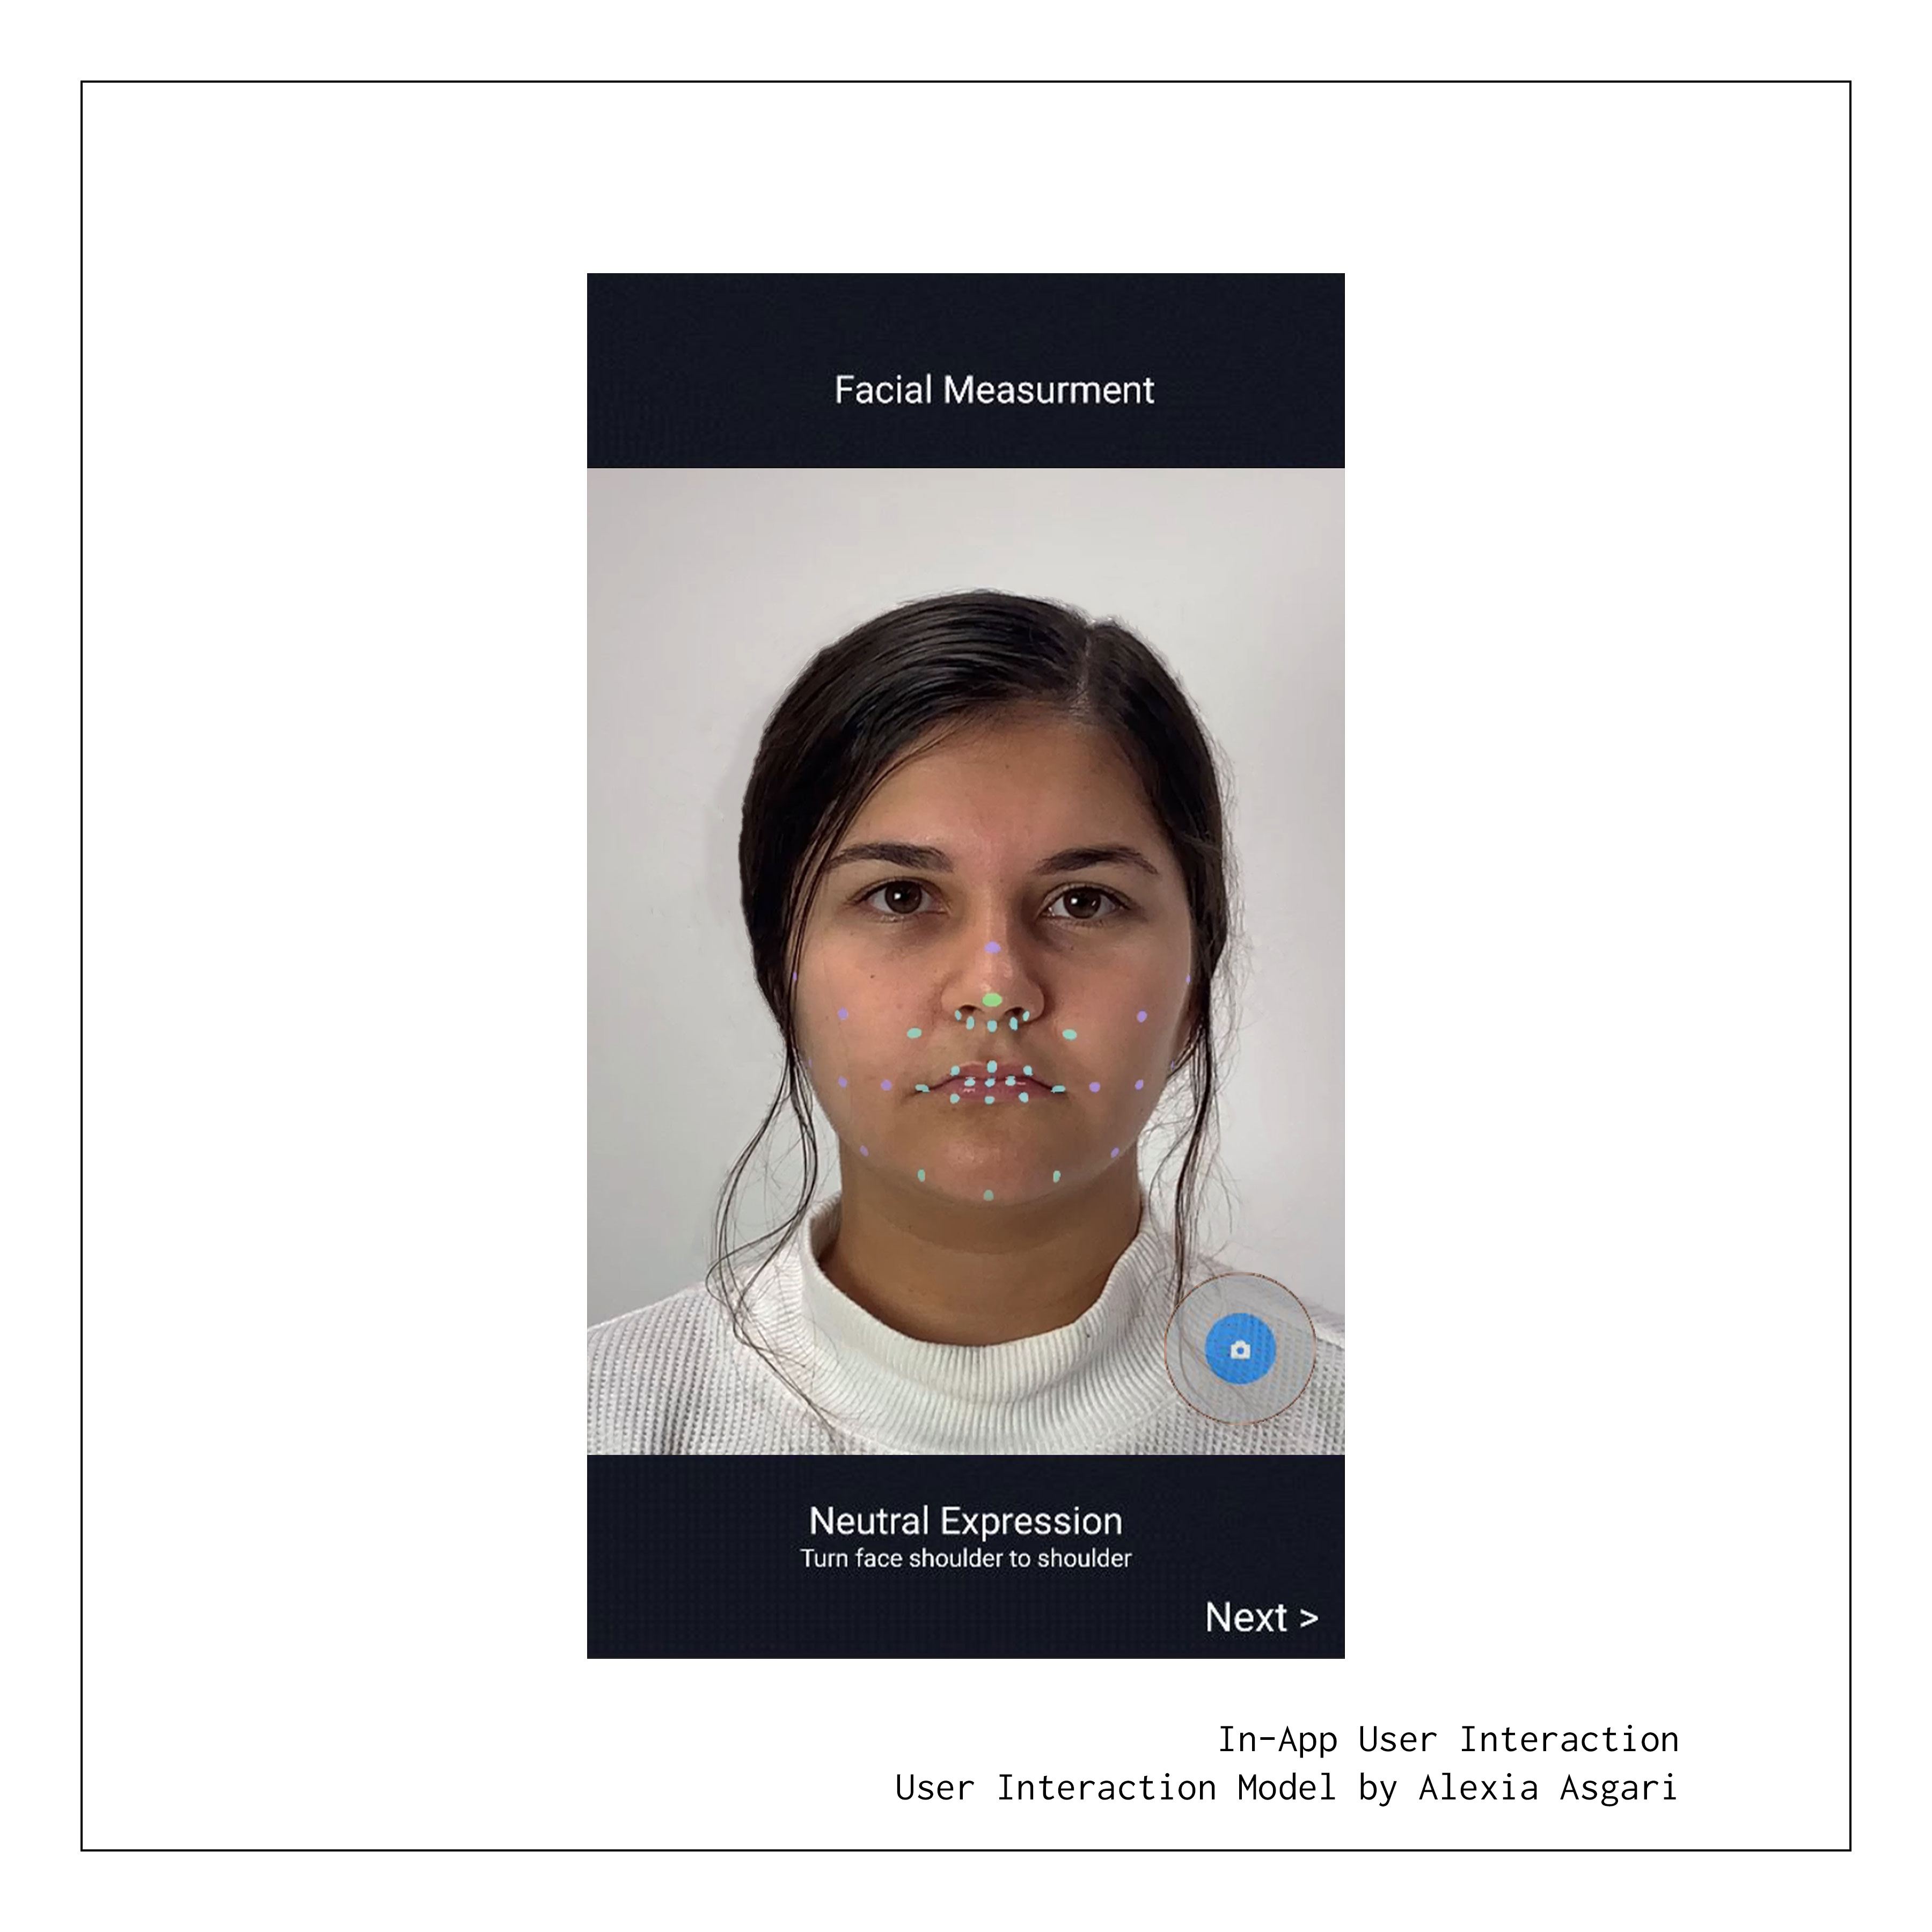 Facial Measurment
Neutral Expression
Turn face shoulder to shoulder
Next >
In-App User Interaction
User Interaction Model by Alexia Asgari